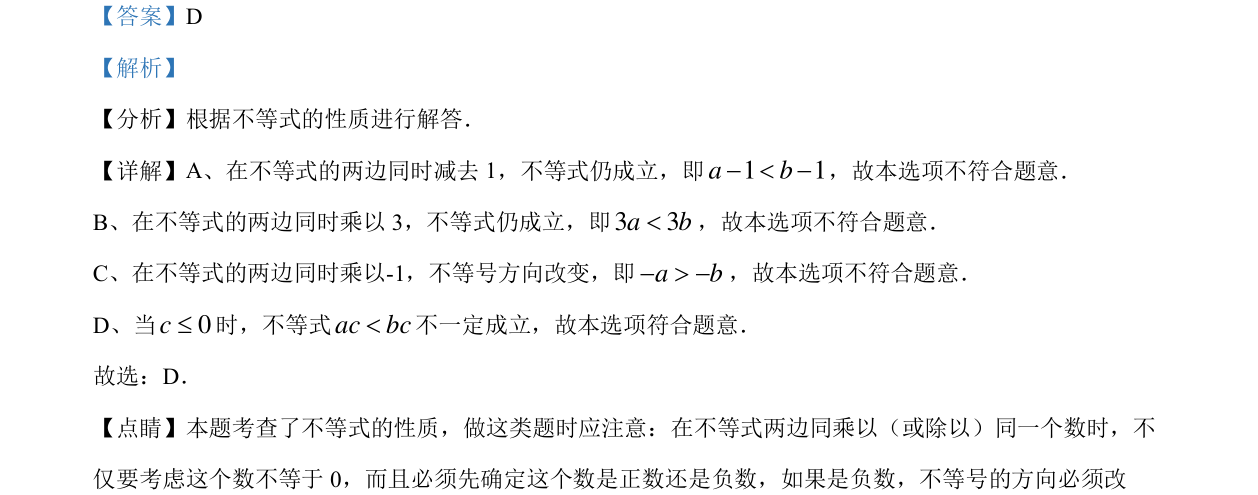 【答案】D
【解析】
【分析】根据不等式的性质进行解答．
【详解】A、在不等式的两边同时减去 1，不等式仍成立，即 a−1<b−1，故本选项不符合题意．
B、在不等式的两边同时乘以 3，不等式仍成立，即 3a<3b，故本选项不符合题意．
C、在不等式的两边同时乘以-1，不等号方向改变，即 −a>−b，故本选项不符合题意．
D、当 c≤0 时，不等式 ac<bc 不一定成立，故本选项符合题意．
故选：D．
【点睛】本题考查了不等式的性质，做这类题时应注意：在不等式两边同乘以（或除以）同一个数时，不
仅要考虑这个数不等于 0，而且必须先确定这个数是正数还是负数，如果是负数，不等号的方向必须改